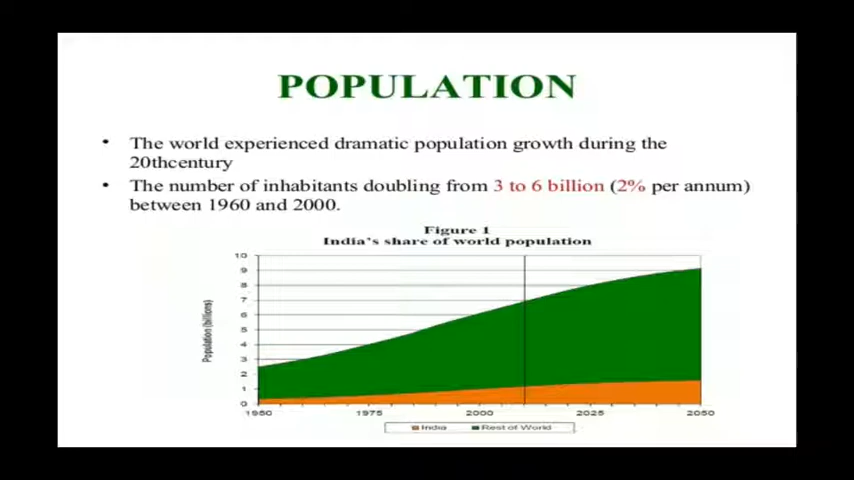 POPULATION
• The world experienced dramatic population growth during the
20thcentury
• The number of inhabitants doubling from 3 to 6 billion (2% per annum)
between 1960 and 2000.
Figure 1
India's share of world population
Population (billions)
10
9
8
7
6
5
4
3
2
1
0
1950 1975 2000 2025 2050
India Rest of World